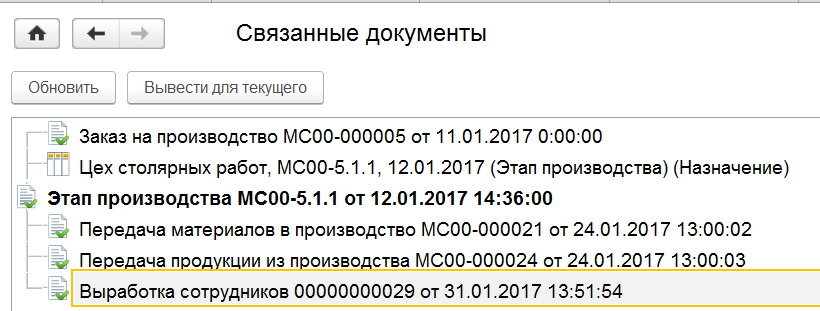 Связанные документы
Обновить
Вывести для текущего
Заказ на производство МС00-000005 от 11.01.2017 0:00:00
Цех столярных работ, МС00-5.1.1, 12.01.2017 (Этап производства) (Назначение)
Этап производства МС00-5.1.1 от 12.01.2017 14:36:00
Передача материалов в производство МС00-000021 от 24.01.2017 13:00:02
Передача продукции из производства МС00-000024 от 24.01.2017 13:00:03
Выработка сотрудников 00000000029 от 31.01.2017 13:51:54